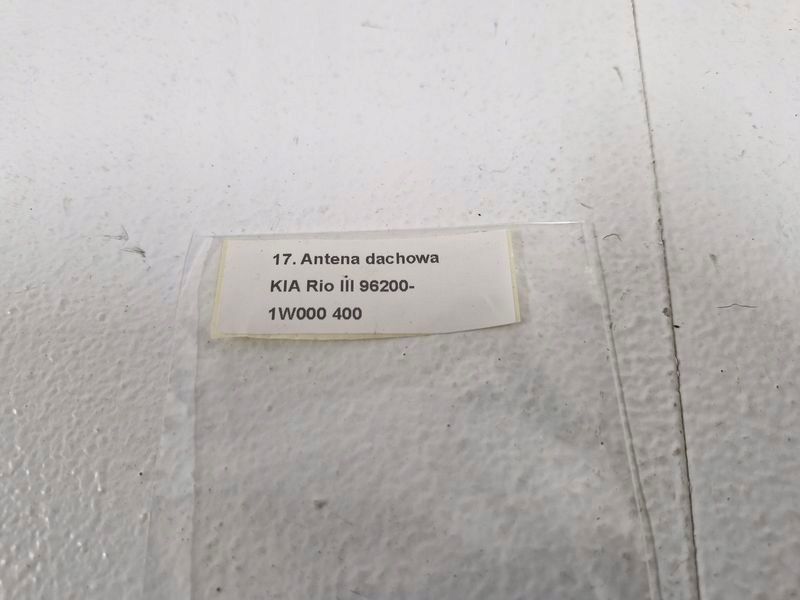 17. Antena dachowa
KIA Rio III 96200-
1W000 400